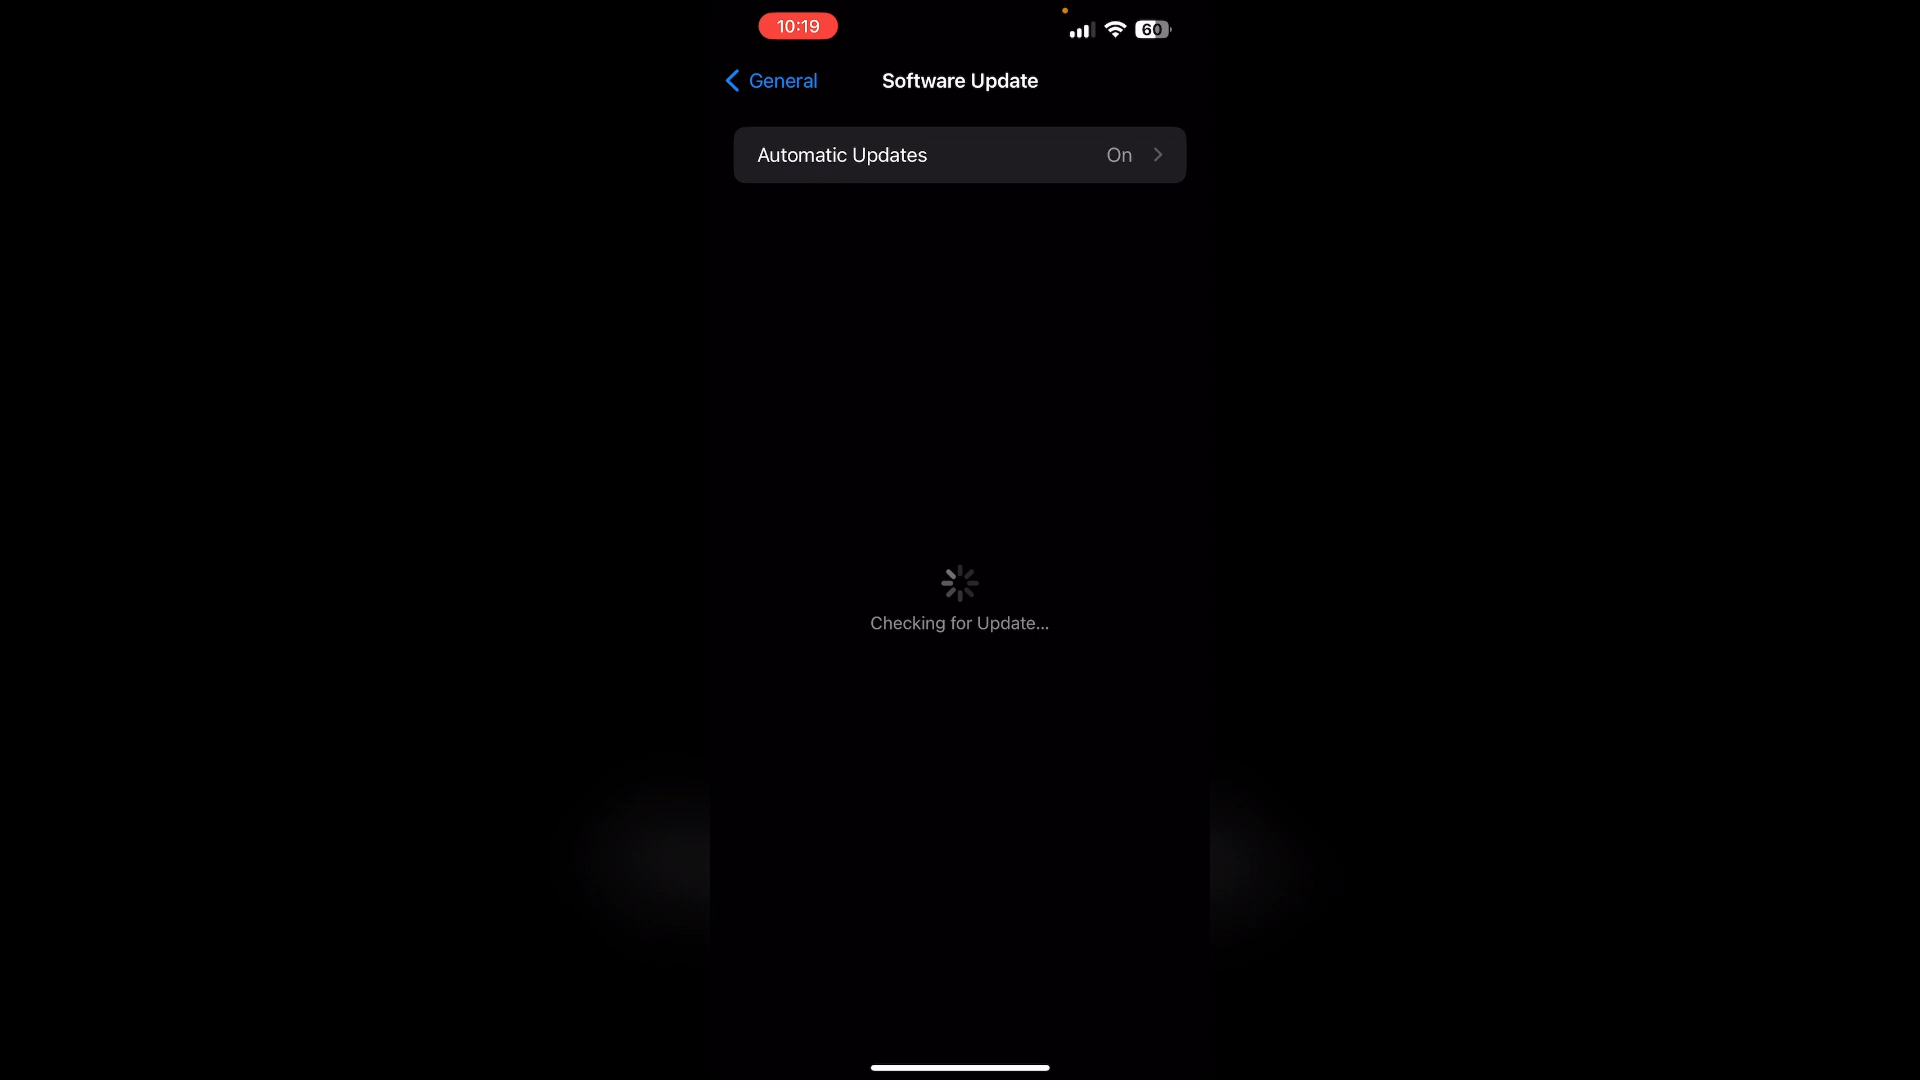 10:19
60
General
Software Update
Automatic Updates On
Checking for Update...